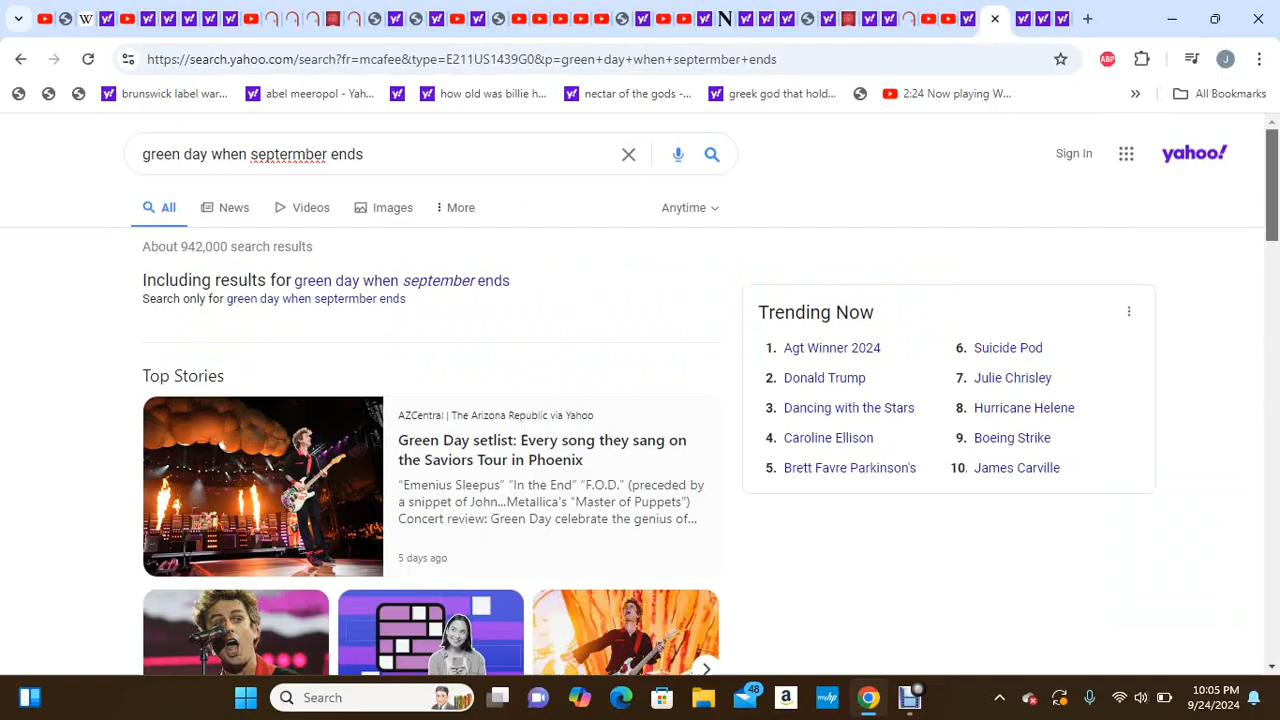 https://search.yahoo.com/search?fr=mcafee&type=E211US1439G0&p=green+day+when+septermber+ends
ABP
J
brunswick label war...
abel meeropol - Yah...
how old was billie h...
nectar of the gods -...
greek god that hold...
2:24 Now playing W...
All Bookmarks
green day when septermber ends
Sign In
yahoo!
All
News
Videos
Images
More
Anytime
About 942,000 search results
Including results for green day when september ends
Search only for green day when septermber ends
Trending Now
1. Agt Winner 2024
2. Donald Trump
3. Dancing with the Stars
4. Caroline Ellison
5. Brett Favre Parkinson's
6. Suicide Pod
7. Julie Chrisley
8. Hurricane Helene
9. Boeing Strike
10. James Carville
Top Stories
AZCentral | The Arizona Republic via Yahoo
Green Day setlist: Every song they sang on
the Saviors Tour in Phoenix
“Emenius Sleepus” “In the End” “F.O.D.” (preceded by
a snippet of John...Metallica's “Master of Puppets”)
Concert review: Green Day celebrate the genius of...
5 days ago
Search
48
10:05 PM
9/24/2024